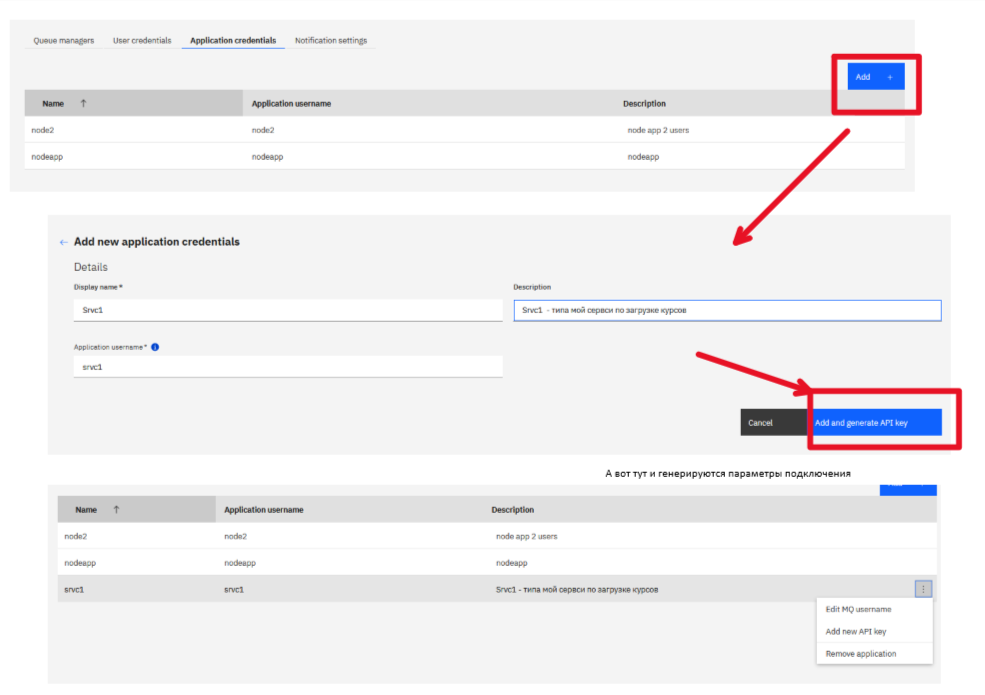 Queue managers User credentials Application credentials Notification settings
Add +
Name ↑ Application username Description
node2 node2 node app 2 users
nodeapp nodeapp nodeapp
← Add new application credentials
Details
Display name * Description
Srvc1 Srvc1 - типа мой сервси по загрузке курсов
Application username * i
srvc1
Cancel Add and generate API key
А вот тут и генерируются параметры подключения
Name ↑ Application username Description
node2 node2 node app 2 users
nodeapp nodeapp nodeapp
srvc1 srvc1 Srvc1 - типа мой сервси по загрузке курсов
Edit MQ username
Add new API key
Remove application